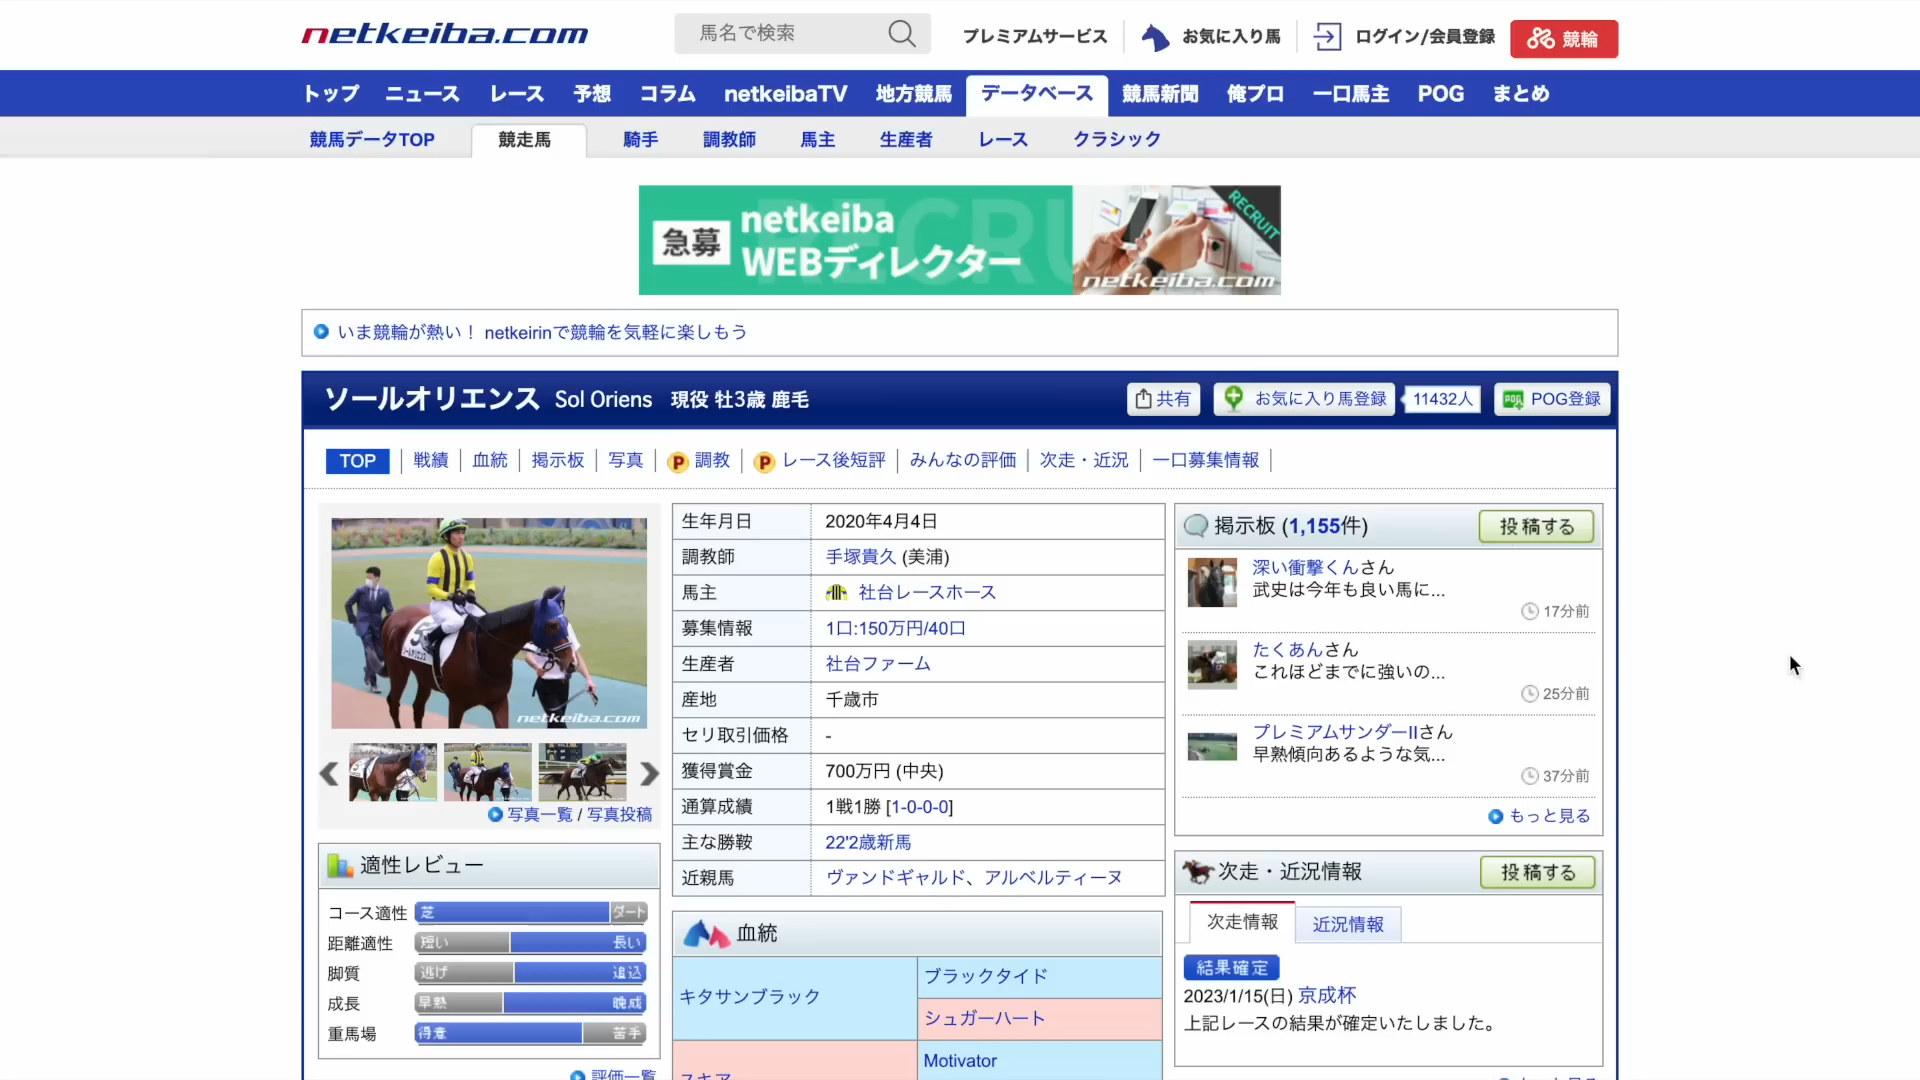 netkeiba.com
馬名で検索
プレミアムサービス
お気に入り馬
ログイン/会員登録
競輪
トップ ニュース レース 予想 コラム netkeibaTV 地方競馬 データベース 競馬新聞 俺プロ 一口馬主 POG まとめ
競馬データTOP 競走馬 騎手 調教師 馬主 生産者 レース クラシック
急募
netkeiba
WEBディレクター
RECRUIT
netkeiba.com
いま競輪が熱い！ netkeirinで競輪を気軽に楽しもう
ソールオリエンス Sol Oriens 現役 牡3歳 鹿毛
共有
お気に入り馬登録
11432人
POG登録
TOP 戦績 血統 掲示板 写真 P 調教 P レース後短評 みんなの評価 次走・近況 一口募集情報
netkeiba.com
写真一覧 / 写真投稿
適性レビュー
コース適性 芝 ダート
距離適性 短い 長い
脚質 逃げ 追込
成長 早熟 晩成
重馬場 得意 苦手
評価一覧
生年月日 2020年4月4日
調教師 手塚貴久 (美浦)
馬主 社台レースホース
募集情報 1口:150万円/40口
生産者 社台ファーム
産地 千歳市
セリ取引価格 -
獲得賞金 700万円 (中央)
通算成績 1戦1勝 [1-0-0-0]
主な勝鞍 22'2歳新馬
近親馬 ヴァンドギャルド、アルベルティーヌ
血統
キタサンブラック
ブラックタイド
シュガーハート
スキア
Motivator
掲示板 (1,155件)
投稿する
深い衝撃くんさん
武史は今年も良い馬に...
17分前
たくあんさん
これほどまでに強いの...
25分前
プレミアムサンダーIIさん
早熟傾向あるような気...
37分前
もっと見る
次走・近況情報
投稿する
次走情報 近況情報
結果確定
2023/1/15(日) 京成杯
上記レースの結果が確定いたしました。